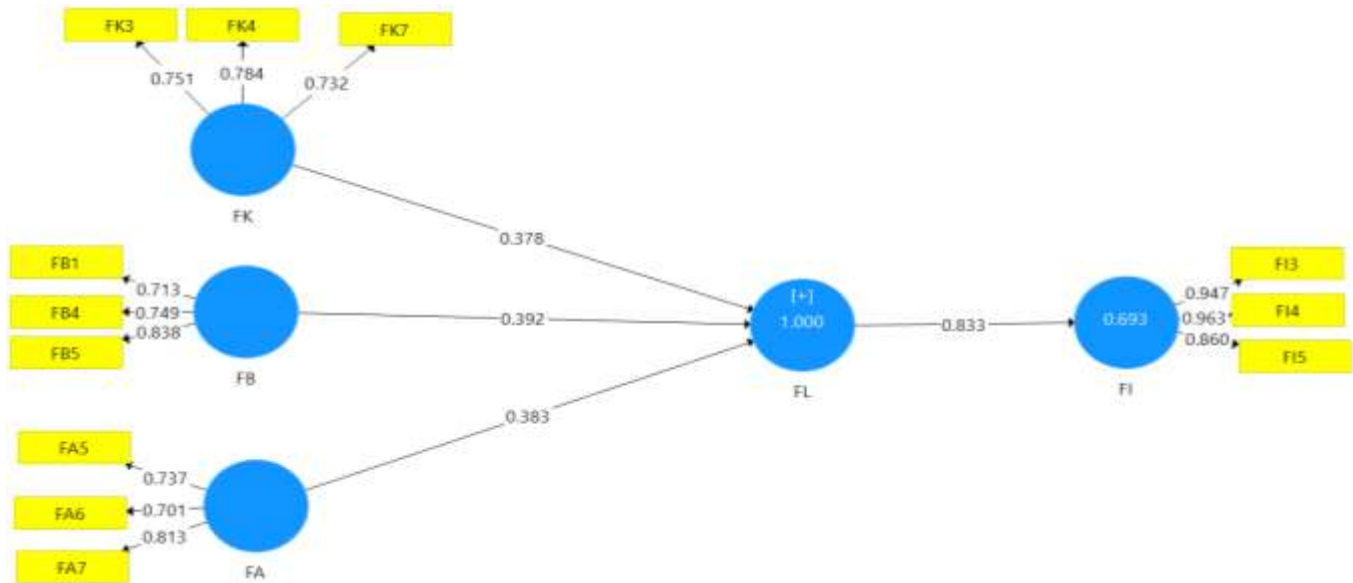 FK3
FK4
FK7
0.751
0.784
0.732
FK
0.378
FB1
FB4
FB5
0.713
0.749
0.838
FB
0.392
[+]
1.000
FL
0.833
0.693
FI
0.947
0.963
0.860
FI3
FI4
FI5
0.383
FA5
FA6
FA7
0.737
0.701
0.813
FA